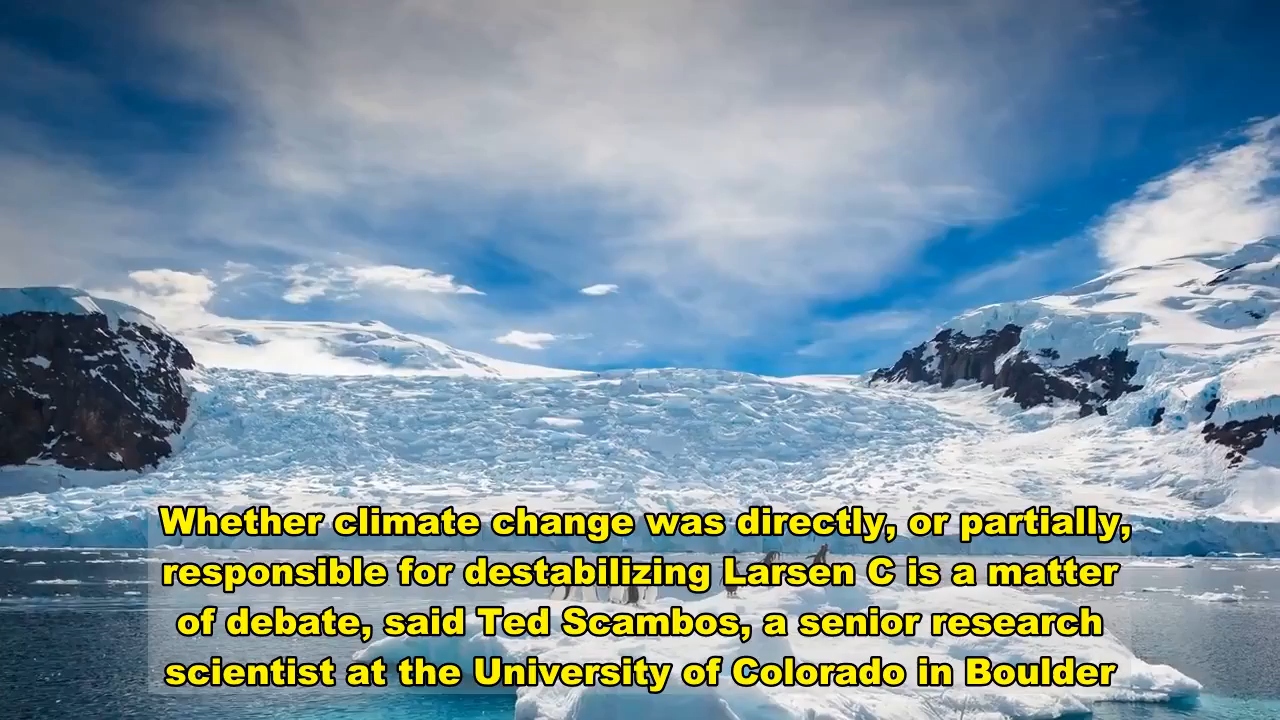 Whether climate change was directly, or partially,
responsible for destabilizing Larsen C is a matter
of debate, said Ted Scambos, a senior research
scientist at the University of Colorado in Boulder